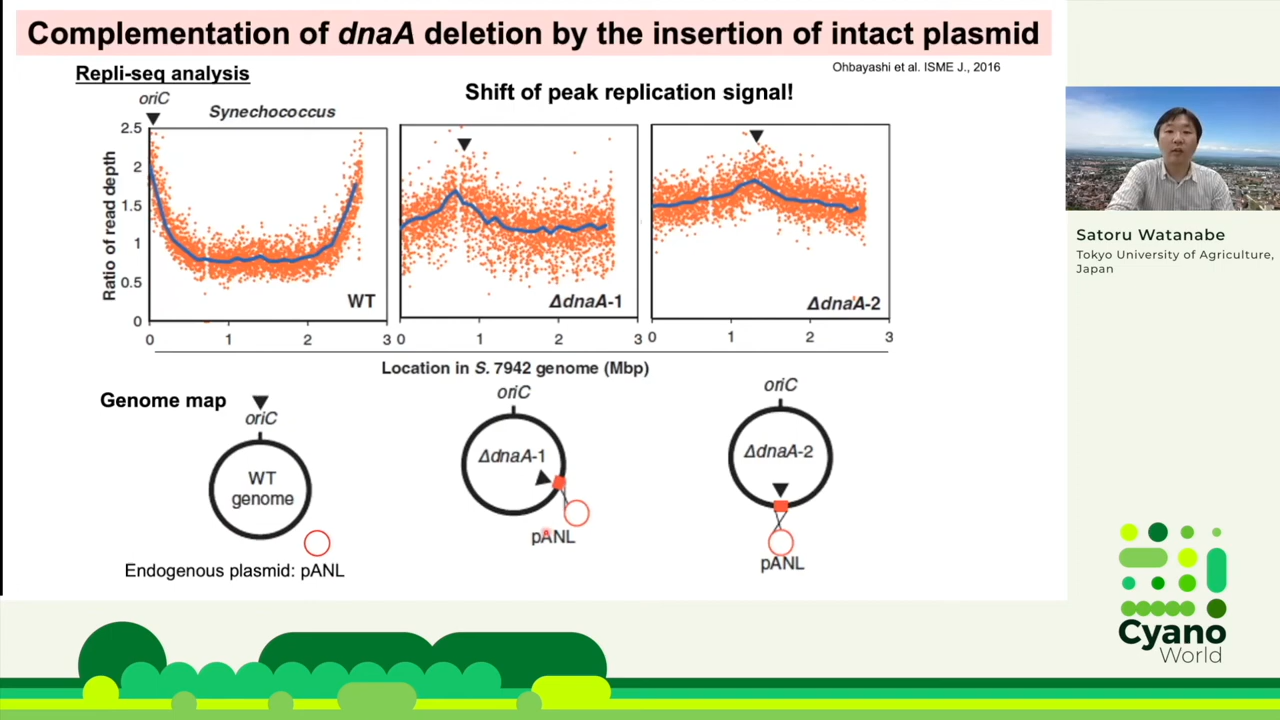 Complementation of dnaA deletion by the insertion of intact plasmid
Repli-seq analysis
Ohbayashi et al. ISME J., 2016
Shift of peak replication signal!
oriC
Synechococcus
Ratio of read depth
2.5
2
1.5
1
0.5
0
WT
ΔdnaA-1
ΔdnaA-2
0 1 2 3
0 1 2 3
0 1 2 3
Location in S. 7942 genome (Mbp)
Genome map
oriC
WT
genome
Endogenous plasmid: pANL
oriC
ΔdnaA-1
pANL
oriC
ΔdnaA-2
pANL
Satoru Watanabe
Tokyo University of Agriculture,
Japan
Cyano
World